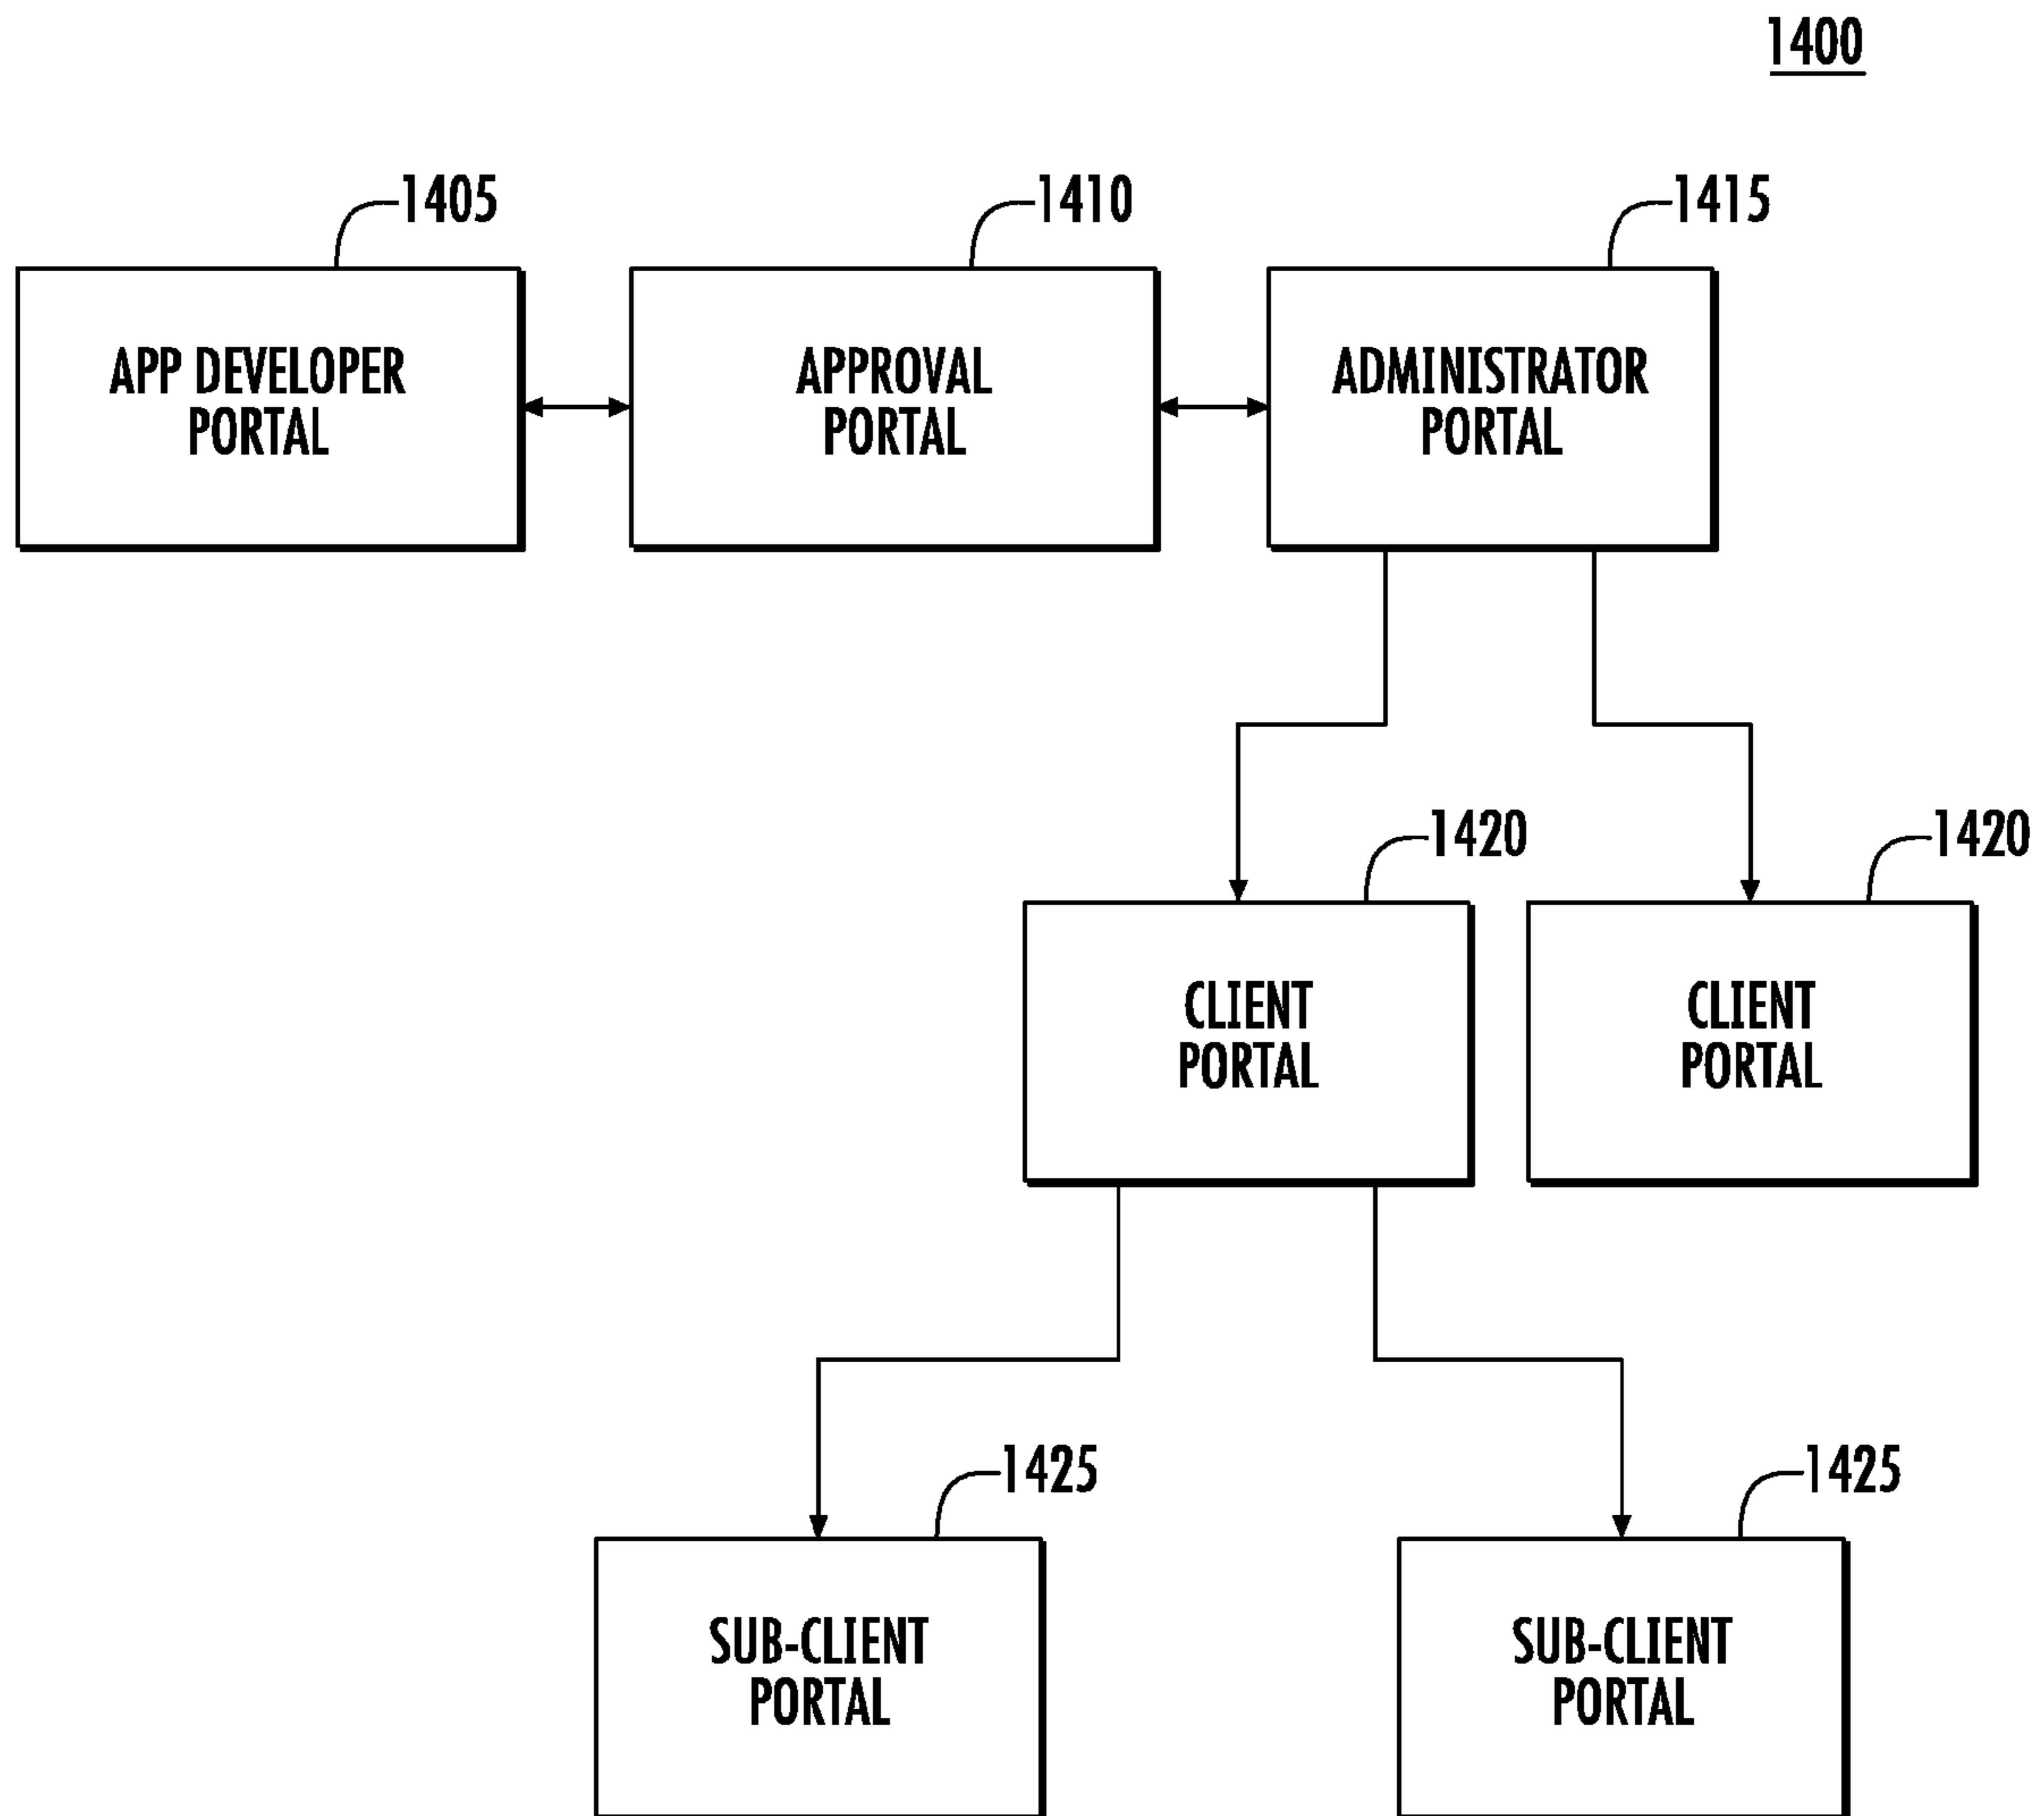 1400
1405
1410
1415
APP DEVELOPER
PORTAL
APPROVAL
PORTAL
ADMINISTRATOR
PORTAL
1420
1420
CLIENT
PORTAL
CLIENT
PORTAL
1425
1425
SUB-CLIENT
PORTAL
SUB-CLIENT
PORTAL